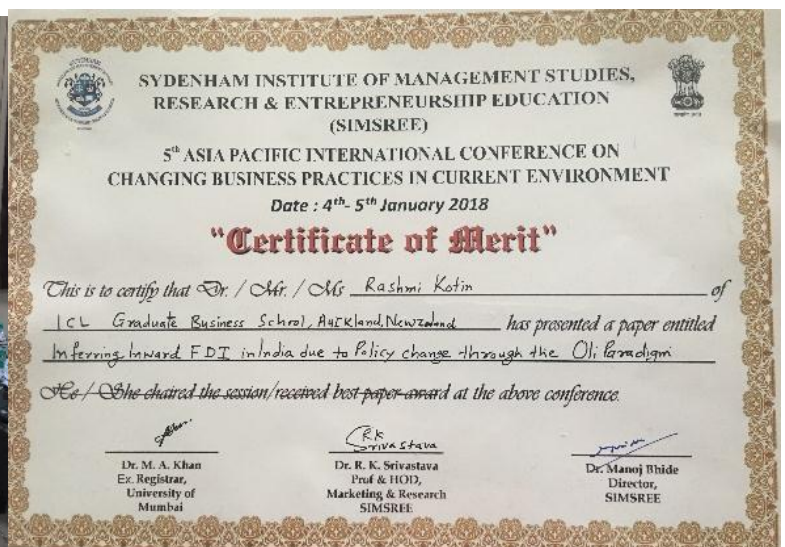 SYDENHAM INSTITUTE OF MANAGEMENT STUDIES,
RESEARCH & ENTREPRENEURSHIP EDUCATION
(SIMSREE)
5th ASIA PACIFIC INTERNATIONAL CONFERENCE ON
CHANGING BUSINESS PRACTICES IN CURRENT ENVIRONMENT
Date : 4th- 5th January 2018
"Certificate of Merit"
This is to certify that Dr. / Mr. / Ms Rashmi Kotin of
ICL Graduate Business School, Auckland, Newzealand has presented a paper entitled
Inferring Inward FDI in India due to Policy change through the Oli Paradigm
He / She chaired the session/received best paper award at the above conference.
RK
Srivastava
Dr. M. A. Khan
Ex. Registrar,
University of
Mumbai
Dr. R. K. Srivastava
Prof & HOD,
Marketing & Research
SIMSREE
Dr. Manoj Bhide
Director,
SIMSREE